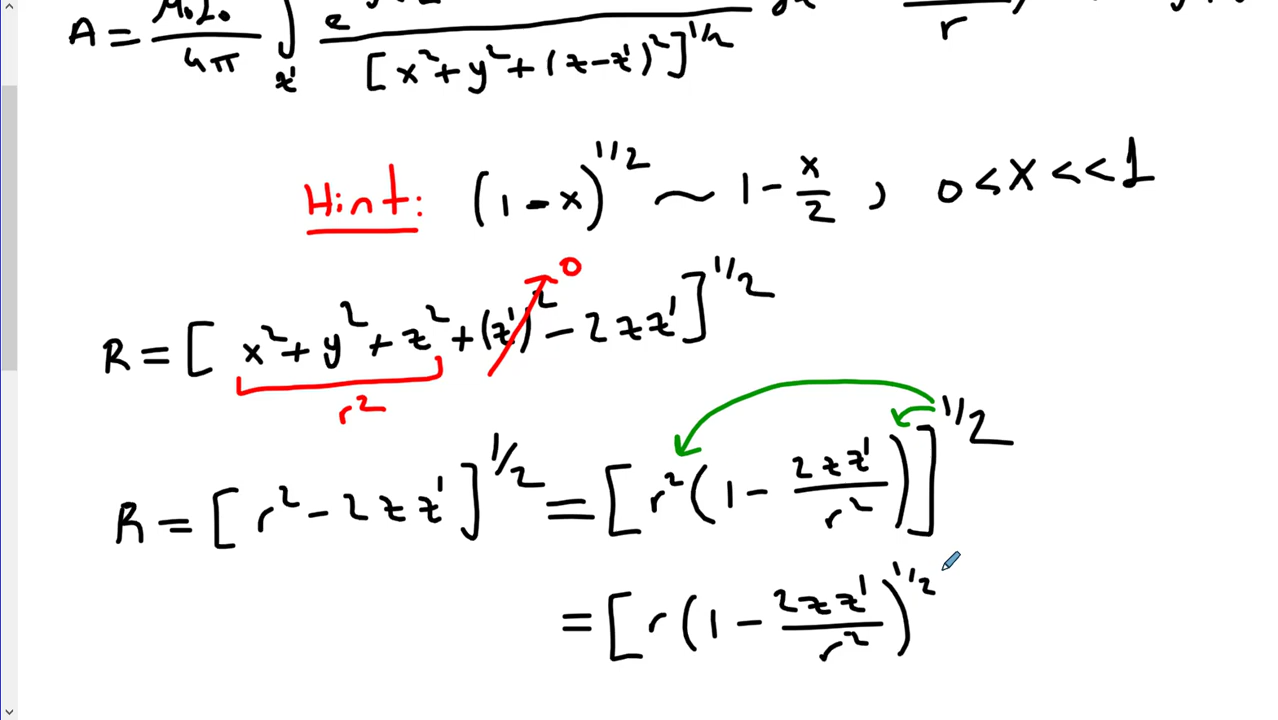 A = μ₀I₀/4π ∫z' e / [x²+y²+(z-z')²]^1/2 / r
Hint: (1-x)^1/2 ~ 1 - x/2 , 0<x<<1
R = [x²+y²+z²+(z')²-2zz']^1/2
0
r²
R = [r²-2zz']^1/2 = [r²(1-2zz'/r²)]^1/2
= [r(1-2zz'/r²)^1/2